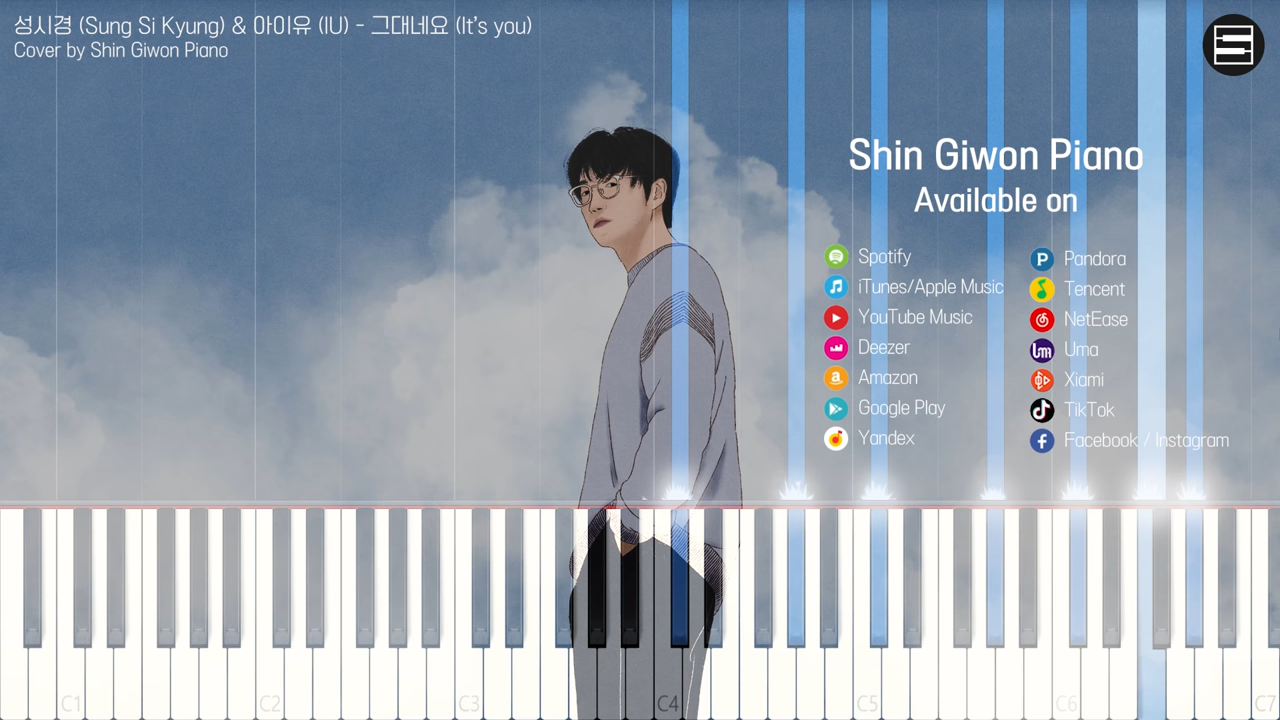 성시경 (Sung Si Kyung) & 아이유 (IU) - 그대네요 (It's you)
Cover by Shin Giwon Piano
Shin Giwon Piano
Available on
Spotify
iTunes/Apple Music
YouTube Music
Deezer
Amazon
Google Play
Yandex
Pandora
Tencent
NetEase
Uma
Xiami
TikTok
Facebook / Instagram
C1 C2 C3 C4 C5 C6 C7